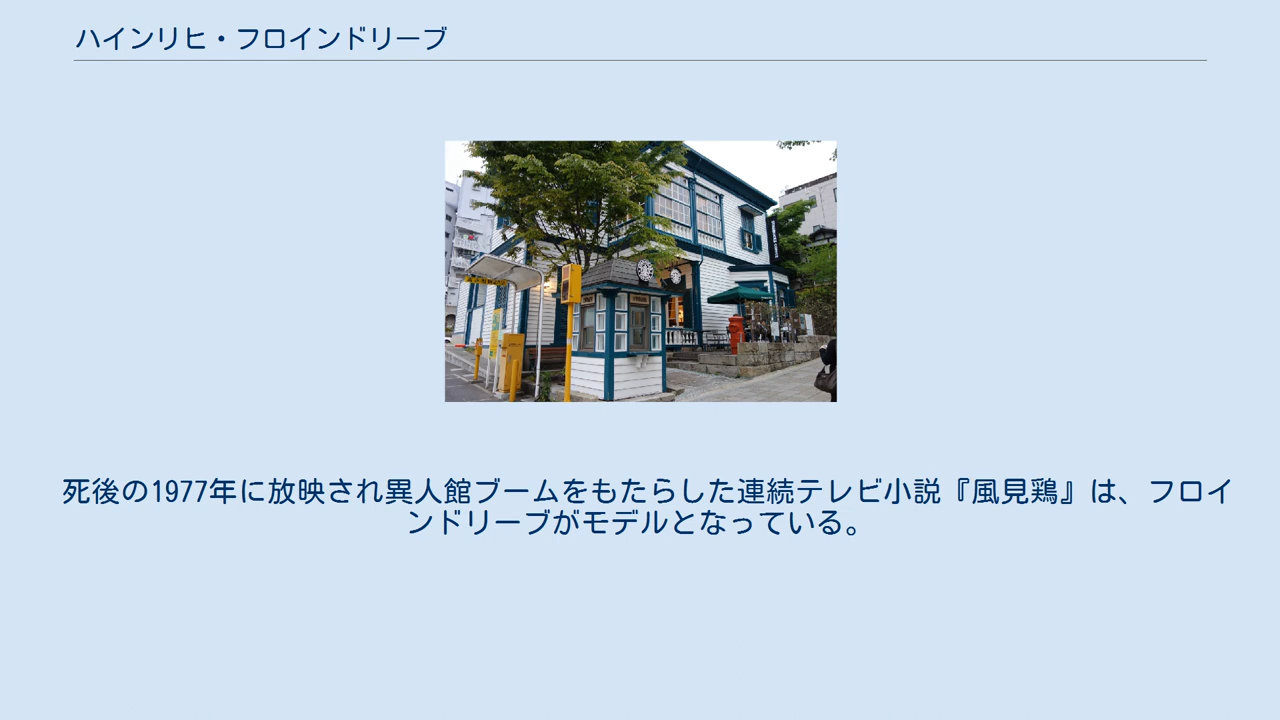 ハインリヒ・フロインドリーブ
死後の1977年に放映され異人館ブームをもたらした連続テレビ小説『風見鶏』は、フロイ
ンドリーブがモデルとなっている。